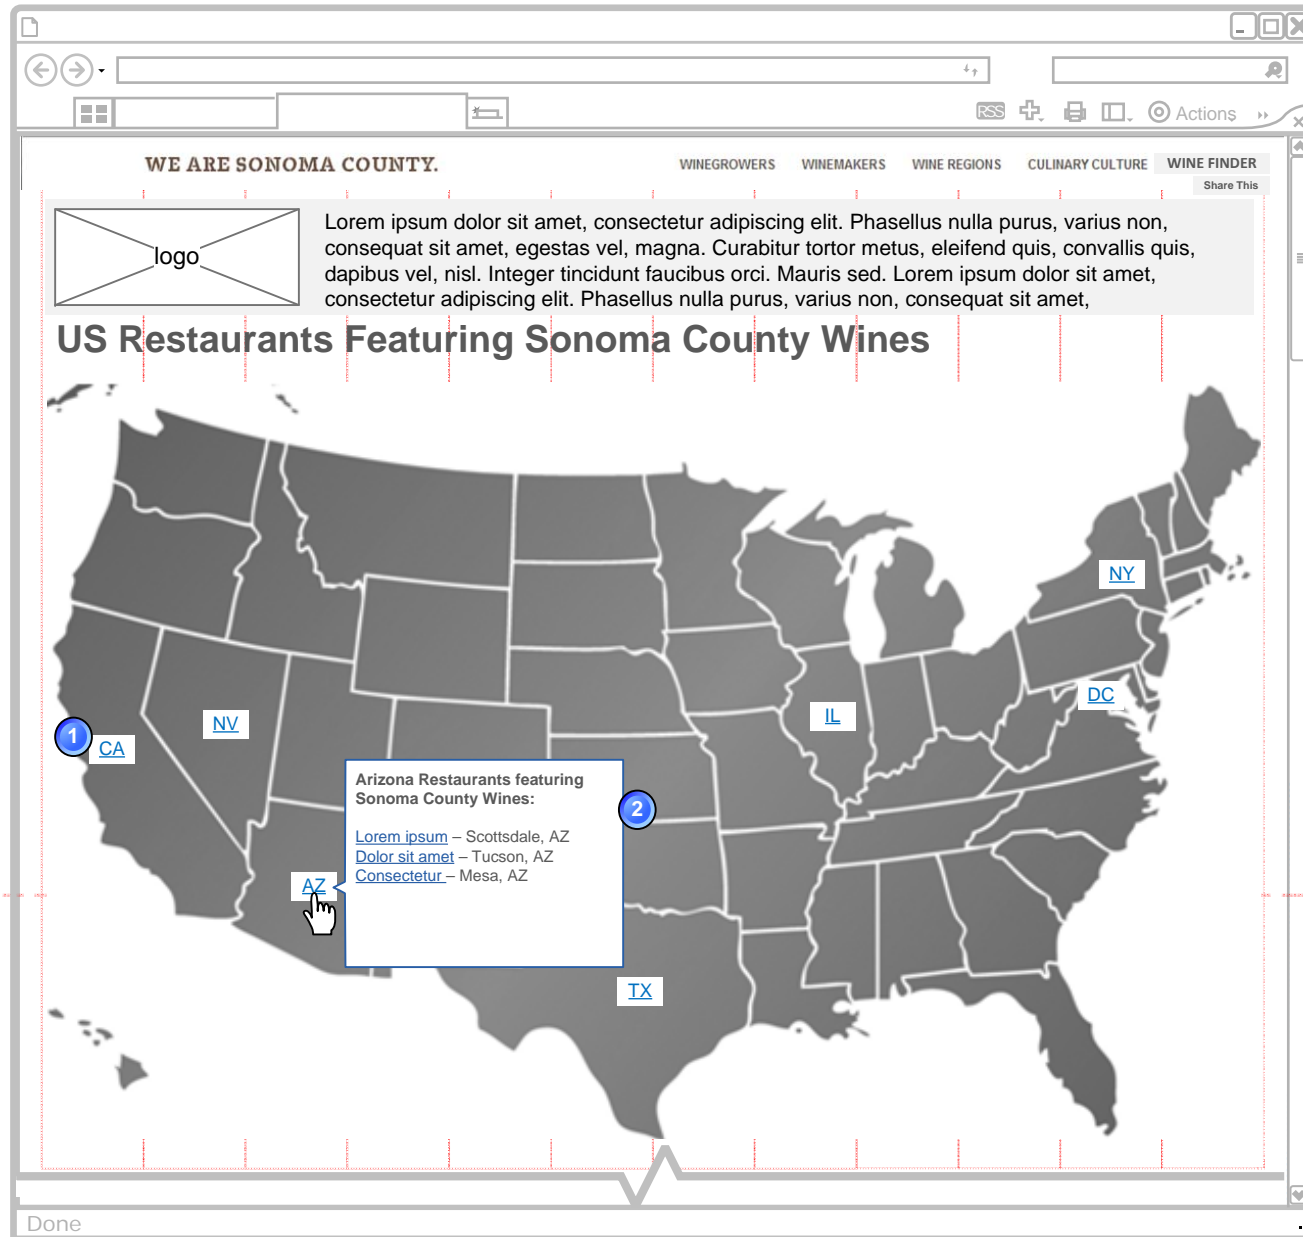 RSS
Actions
WE ARE SONOMA COUNTY.
WINEGROWERS
WINEMAKERS
WINE REGIONS
CULINARY CULTURE
WINE FINDER
Share This
logo
Lorem ipsum dolor sit amet, consectetur adipiscing elit. Phasellus nulla purus, varius non,
consequat sit amet, egestas vel, magna. Curabitur tortor metus, eleifend quis, convallis quis,
dapibus vel, nisl. Integer tincidunt faucibus orci. Mauris sed. Lorem ipsum dolor sit amet,
consectetur adipiscing elit. Phasellus nulla purus, varius non, consequat sit amet,
US Restaurants Featuring Sonoma County Wines
NY
DC
IL
NV
1
CA
Arizona Restaurants featuring
Sonoma County Wines:
2
Lorem ipsum – Scottsdale, AZ
Dolor sit amet – Tucson, AZ
Consectetur – Mesa, AZ
AZ
TX
Done